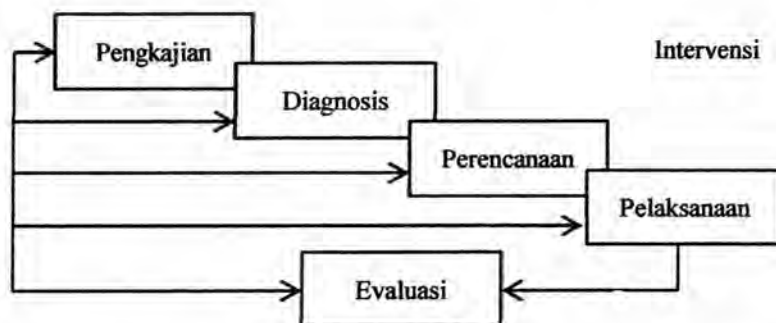 Pengkajian
Intervensi
Diagnosis
Perencanaan
Pelaksanaan
Evaluasi